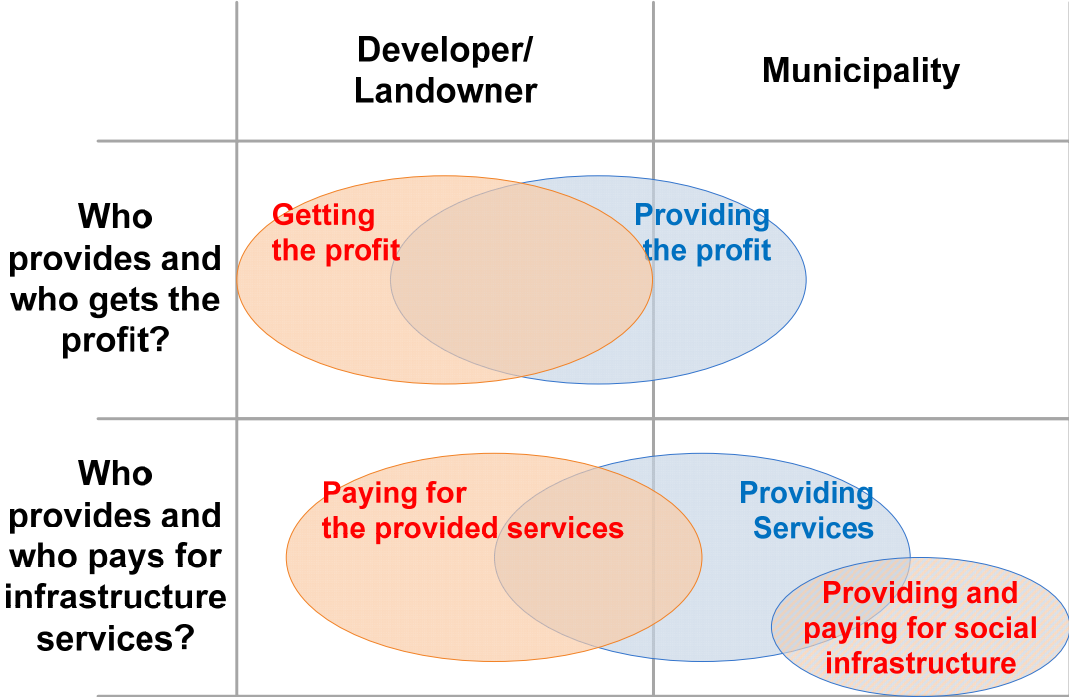 Developer/
Landowner
Municipality
Who
provides and
who gets the
profit?
Getting
the profit
Providing
the profit
Who
provides and
who pays for
infrastructure
services?
Paying for
the provided services
Providing
Services
Providing and
paying for social
infrastructure